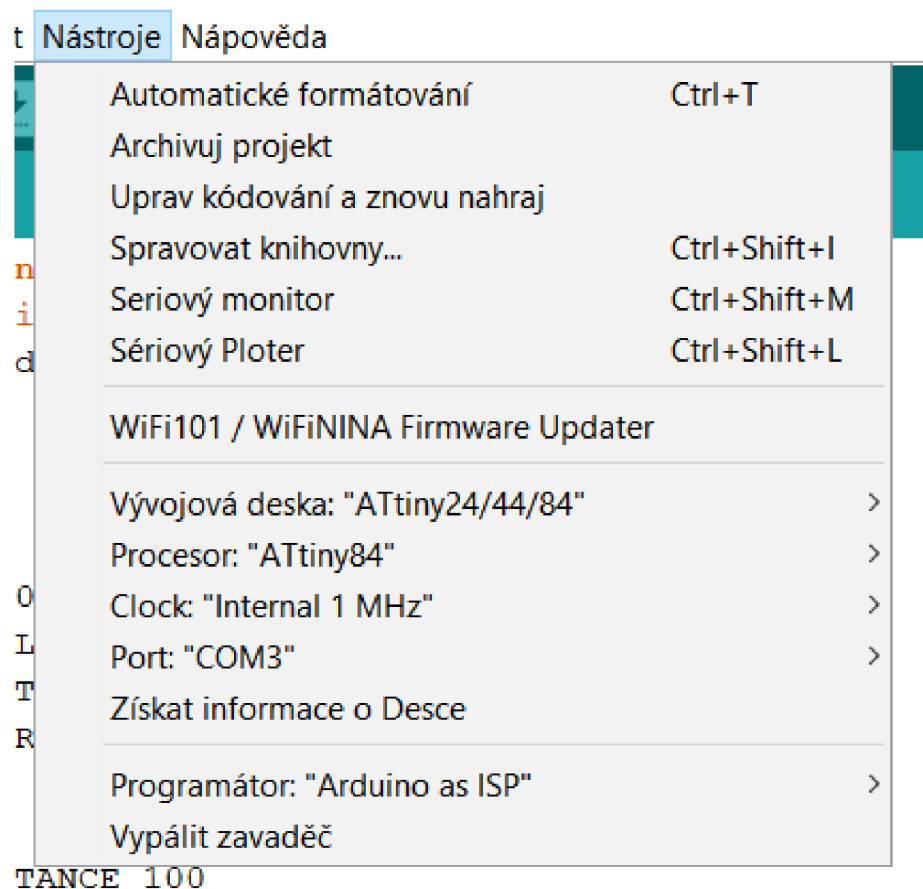 t Nástroje Nápověda
Automatické formátování Ctrl+T
Archivuj projekt
Uprav kódování a znovu nahraj
Spravovat knihovny... Ctrl+Shift+I
n
Seriový monitor Ctrl+Shift+M
i
Sériový Ploter Ctrl+Shift+L
d
WiFi101 / WiFiNINA Firmware Updater
Vývojová deska: "ATtiny24/44/84"
Procesor: "ATtiny84"
0
Clock: "Internal 1 MHz"
L
Port: "COM3"
T
Získat informace o Desce
R
Programátor: "Arduino as ISP"
Vypálit zavaděč
TANCE 100